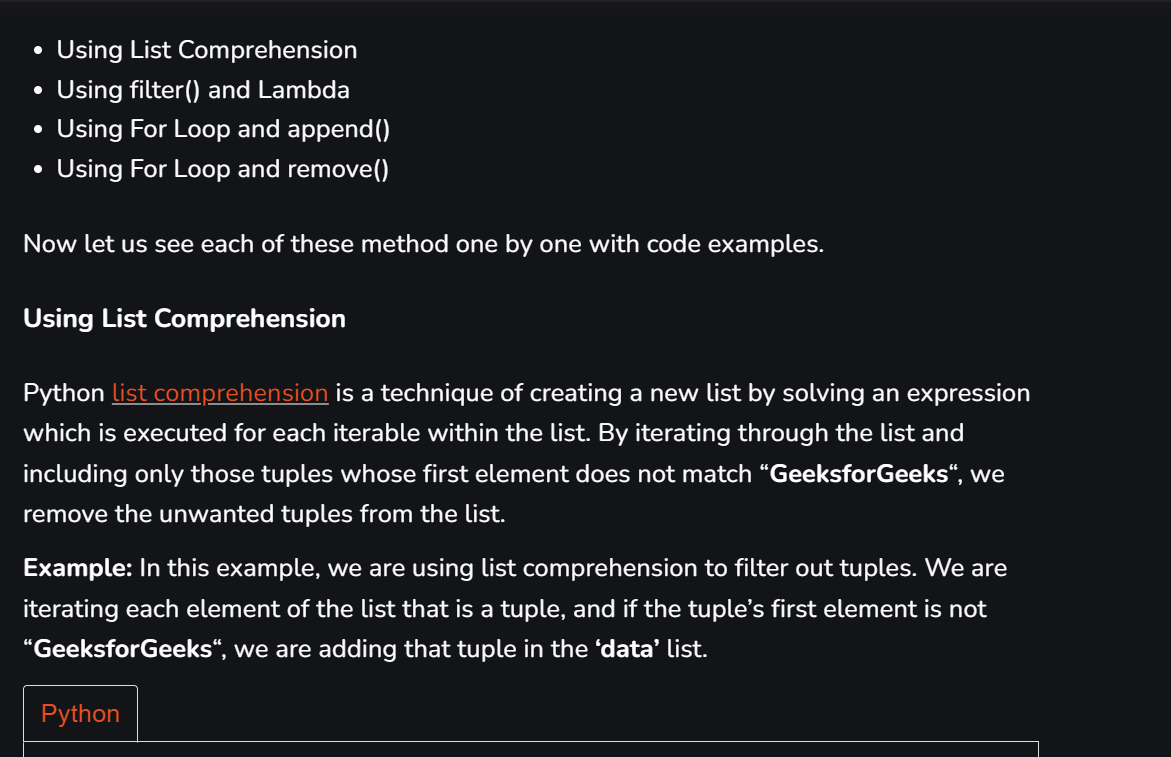 • Using List Comprehension
• Using filter() and Lambda
• Using For Loop and append()
• Using For Loop and remove()
Now let us see each of these method one by one with code examples.
Using List Comprehension
Python list comprehension is a technique of creating a new list by solving an expression
which is executed for each iterable within the list. By iterating through the list and
including only those tuples whose first element does not match “GeeksforGeeks“, we
remove the unwanted tuples from the list.
Example: In this example, we are using list comprehension to filter out tuples. We are
iterating each element of the list that is a tuple, and if the tuple’s first element is not
“GeeksforGeeks“, we are adding that tuple in the ‘data’ list.
Python